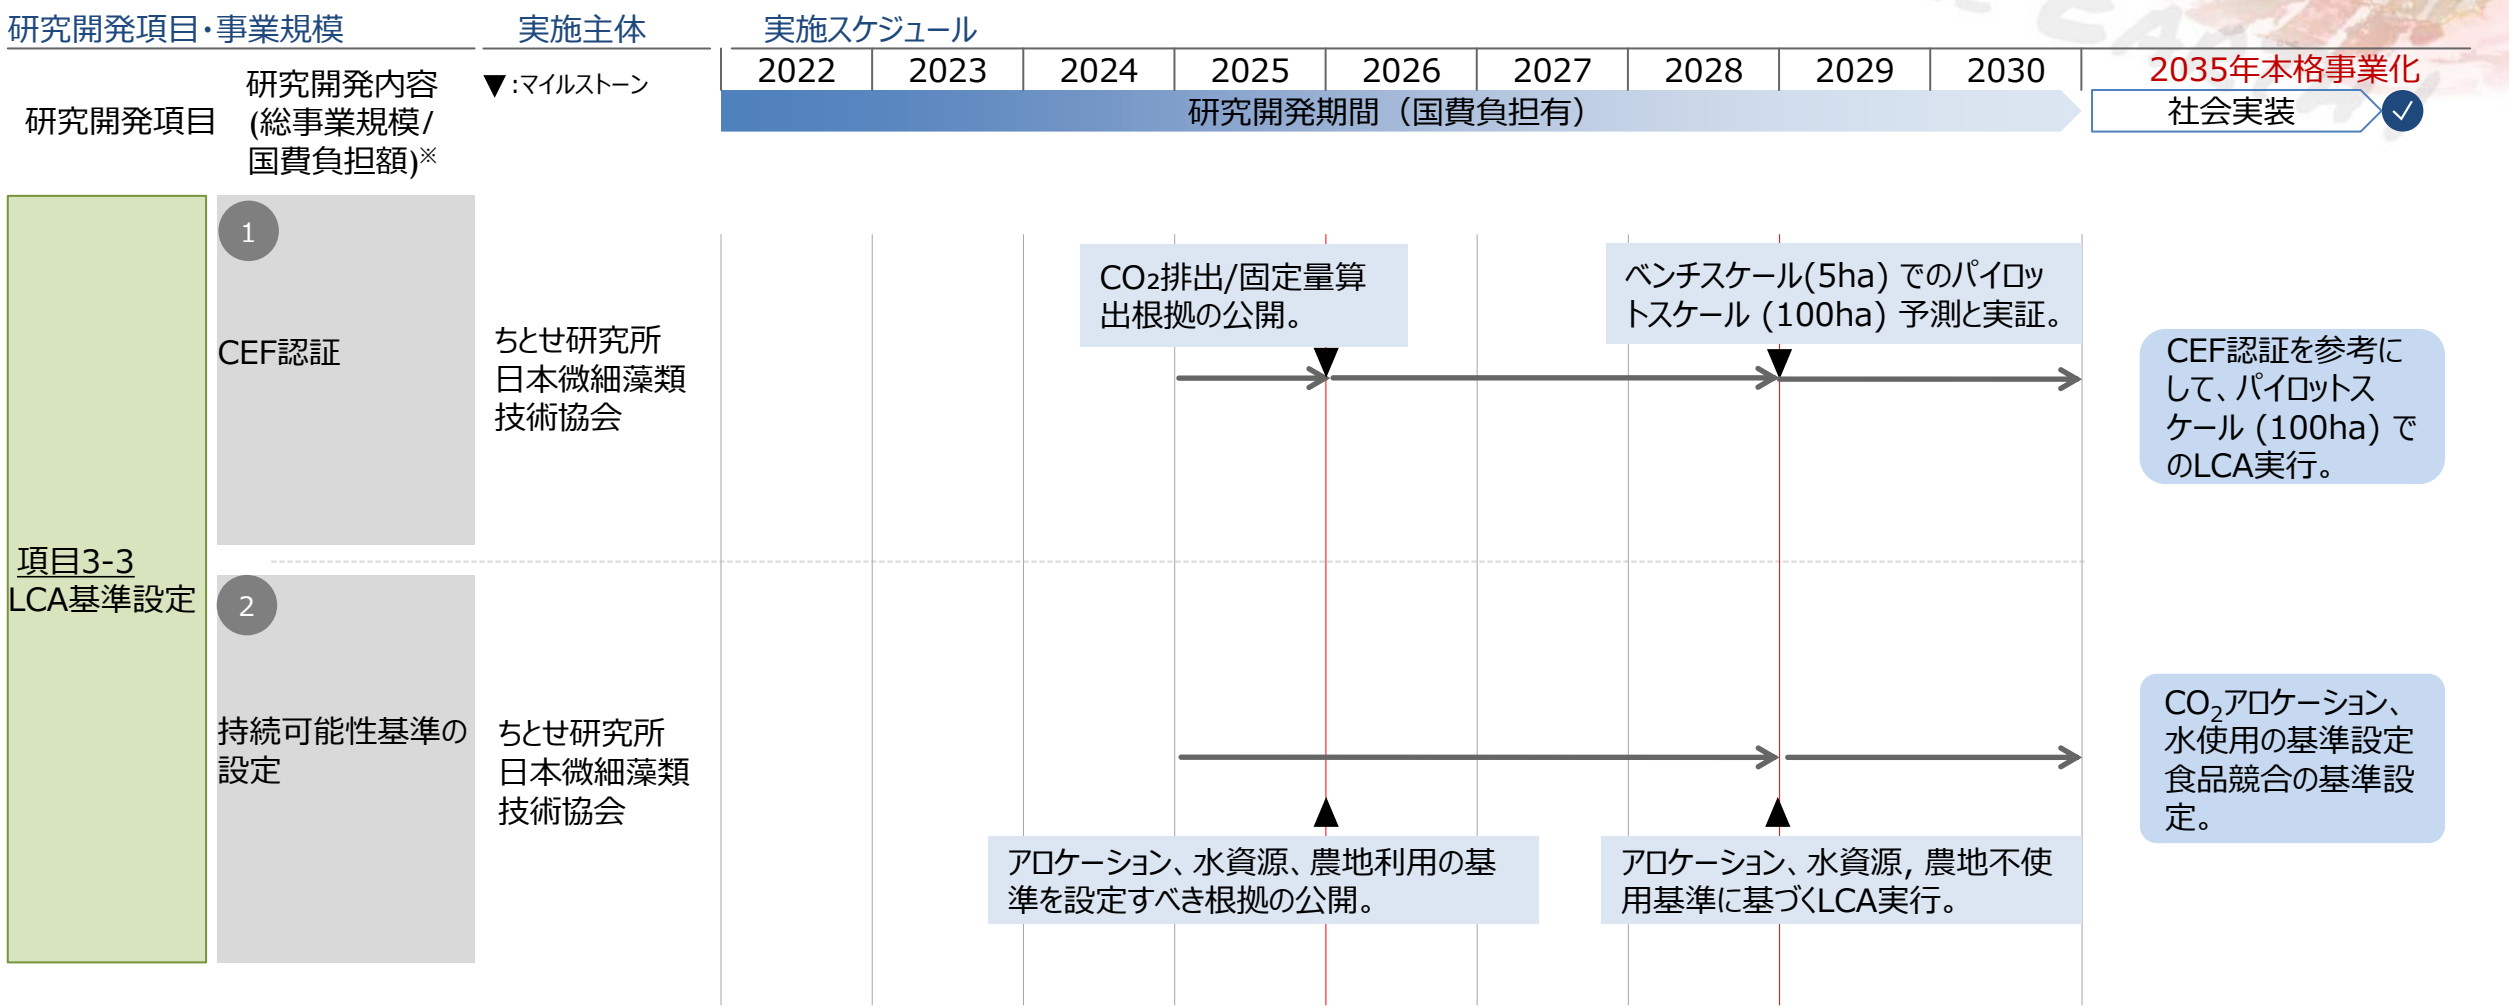 研究開発項目・事業規模
実施主体
実施スケジュール
研究開発項目
研究開発内容
(総事業規模/
国費負担額)※
▼:マイルストーン
2022
2023
2024
2025
2026
2027
2028
2029
2030
2035年本格事業化
研究開発期間（国費負担有）
社会実装
項目3-3
LCA基準設定
1
CEF認証
ちとせ研究所
日本微細藻類
技術協会
CO₂排出/固定量算
出根拠の公開。
ベンチスケール(5ha) でのパイロッ
トスケール (100ha) 予測と実証。
CEF認証を参考に
して、パイロットス
ケール (100ha) で
のLCA実行。
2
持続可能性基準の
設定
ちとせ研究所
日本微細藻類
技術協会
アロケーション、水資源、農地利用の基
準を設定すべき根拠の公開。
アロケーション、水資源, 農地不使
用基準に基づくLCA実行。
CO₂アロケーション、
水使用の基準設定
食品競合の基準設
定。